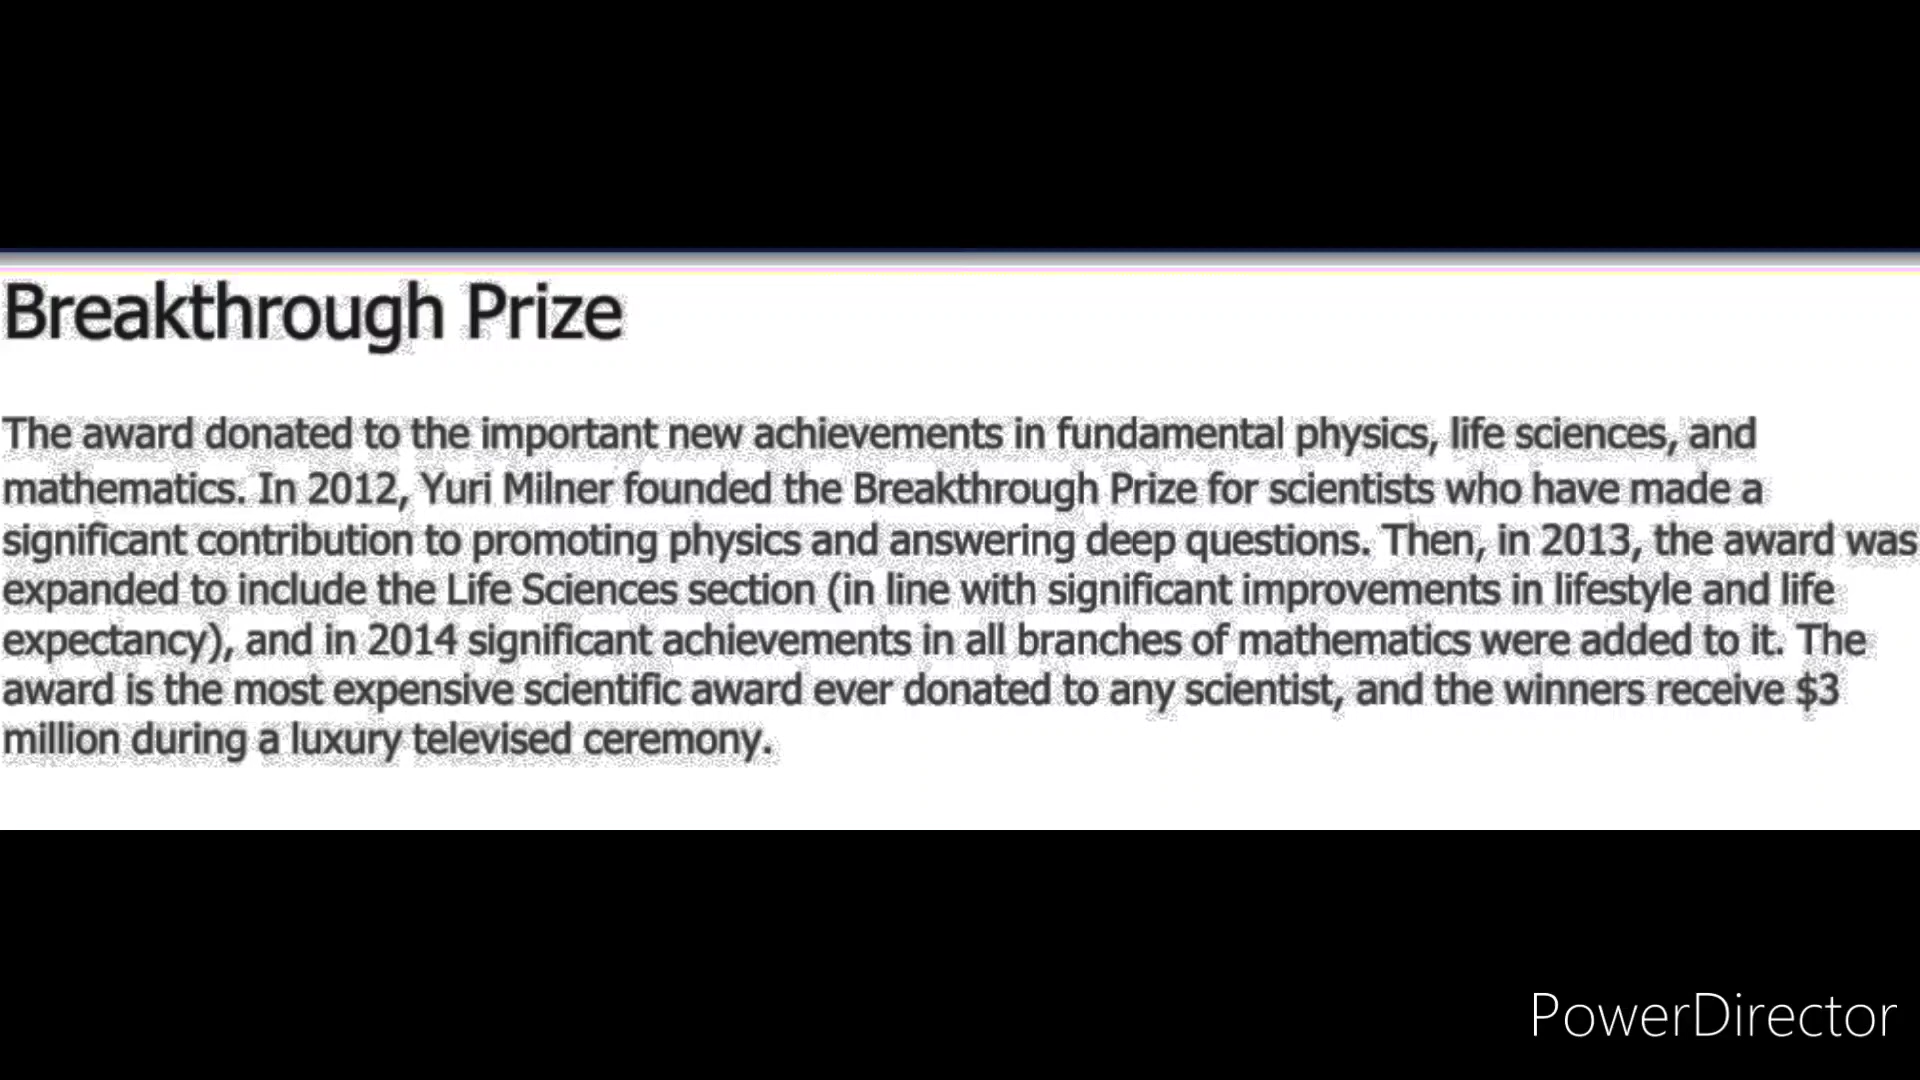 Breakthrough Prize
The award donated to the important new achievements in fundamental physics, life sciences, and
mathematics. In 2012, Yuri Milner founded the Breakthrough Prize for scientists who have made a
significant contribution to promoting physics and answering deep questions. Then, in 2013, the award was
expanded to include the Life Sciences section (in line with significant improvements in lifestyle and life
expectancy), and in 2014 significant achievements in all branches of mathematics were added to it. The
award is the most expensive scientific award ever donated to any scientist, and the winners receive $3
million during a luxury televised ceremony.
PowerDirector